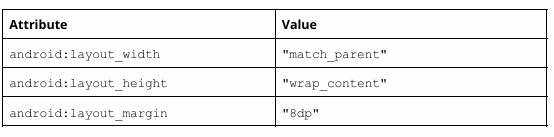 Attribute Value
android:layout_width "match_parent"
android:layout_height "wrap_content"
android:layout_margin "8dp"